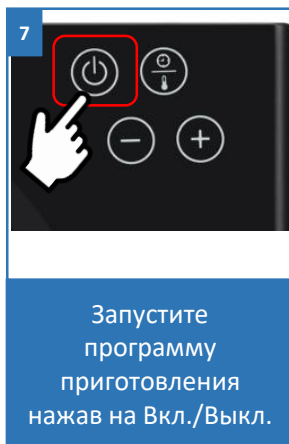 7
Запустите
программу
приготовления
нажав на Вкл./Выкл.